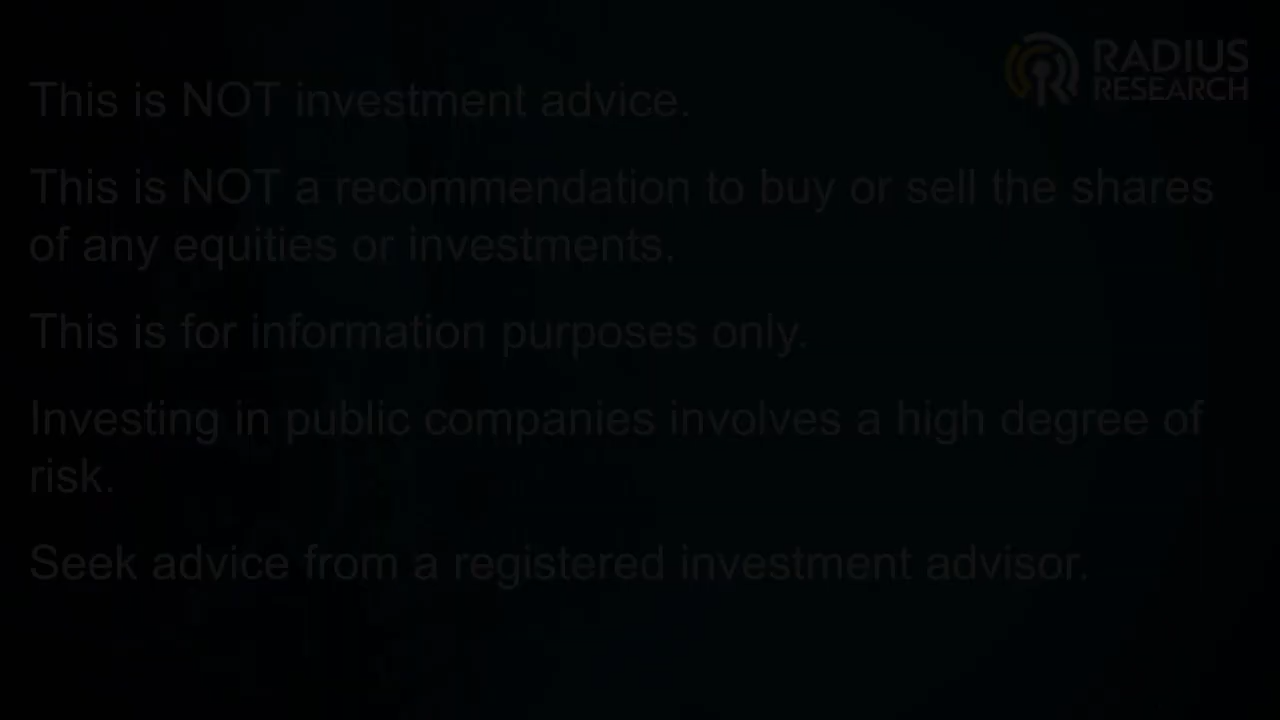 RADIUS
RESEARCH
This is NOT investment advice.
This is NOT a recommendation to buy or sell the shares
of any equities or investments.
This is for information purposes only.
Investing in public companies involves a high degree of
risk.
Seek advice from a registered investment advisor.